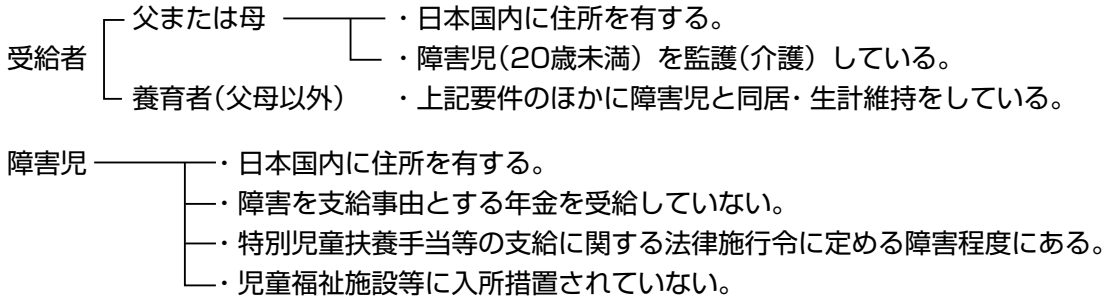 父または母 ・日本国内に住所を有する。
受給者 ・障害児(20歳未満)を監護(介護)している。
養育者(父母以外) ・上記要件のほかに障害児と同居・生計維持をしている。
障害児 ・日本国内に住所を有する。
・障害を支給事由とする年金を受給していない。
・特別児童扶養手当等の支給に関する法律施行令に定める障害程度にある。
・児童福祉施設等に入所措置されていない。